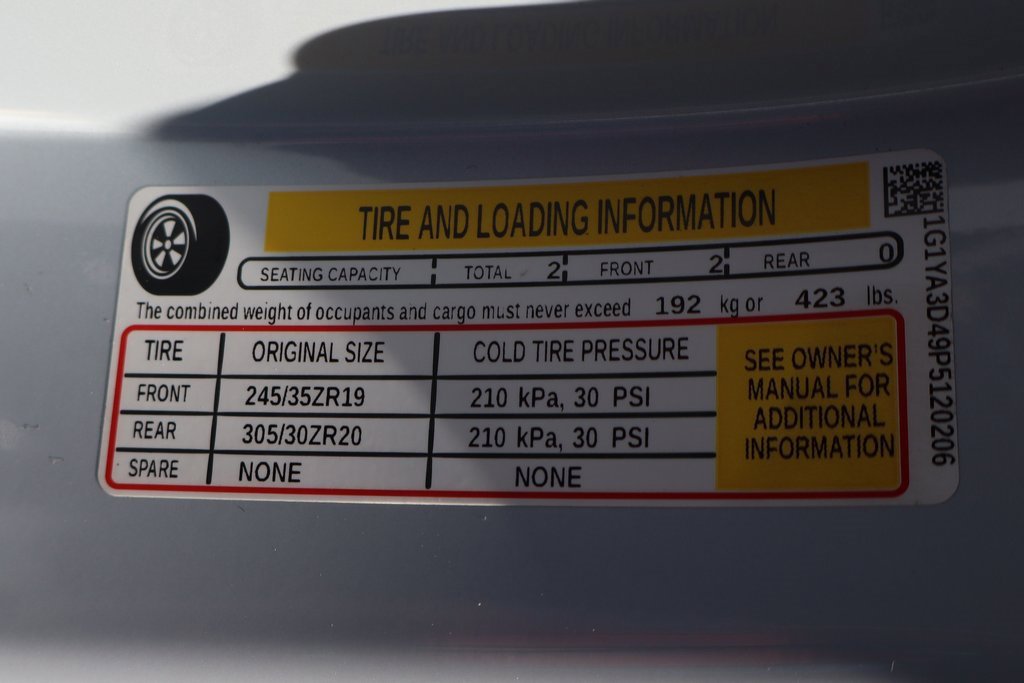 TIRE AND LOADING INFORMATION
SEATING CAPACITY TOTAL 2 FRONT 2 REAR 0
The combined weight of occupants and cargo must never exceed 192 kg or 423 lbs.
TIRE ORIGINAL SIZE COLD TIRE PRESSURE
FRONT 245/35ZR19 210 kPa, 30 PSI
REAR 305/30ZR20 210 kPa, 30 PSI
SPARE NONE NONE
SEE OWNER'S
MANUAL FOR
ADDITIONAL
INFORMATION
1G1YA3D49P5120206